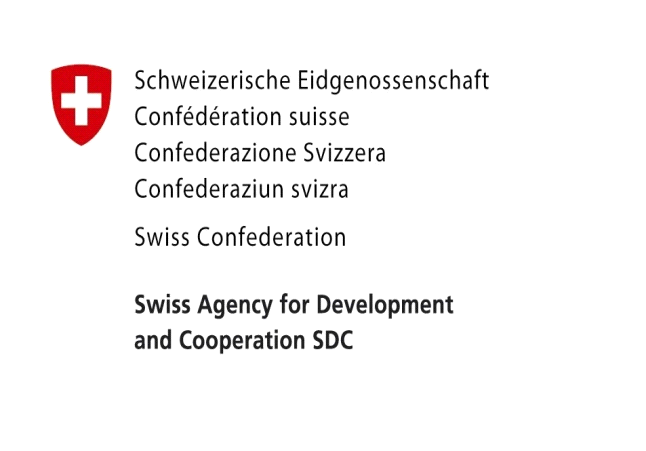 Schweizerische Eidgenossenschaft
Confédération suisse
Confederazione Svizzera
Confederaziun svizra
Swiss Confederation
Swiss Agency for Development
and Cooperation SDC